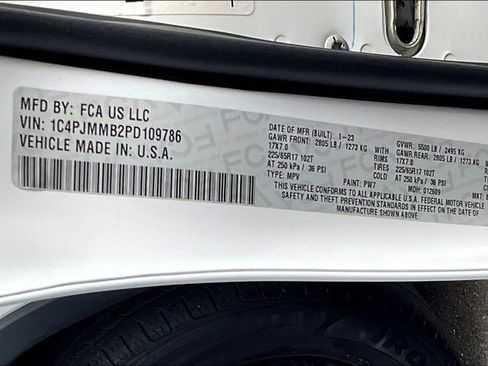 MFD BY: FCA US LLC
VIN: 1C4PJMMB2PD109786
VEHICLE MADE IN: U.S.A.
DATE OF MFR (BUILT): 1-23 GVWR: 5500 LB / 2495 KG
GAWR FRONT: 2805 LB / 1273 KG GAWR REAR: 2805 LB / 1273 KG
17X7.0 RIMS 17X7.0
225/65R17 102T TIRES 225/65R17 102T
AT 250 kPa / 36 PSI COLD AT 250 kPa / 36 PSI
TYPE: MPV PAINT: PW7 MDH: 012609 MKT:
THIS VEHICLE CONFORMS TO ALL APPLICABLE U.S.A. FEDERAL MOTOR VEHICLE
SAFETY AND THEFT PREVENTION STANDARDS IN EFFECT ON THE DATE OF
MANUFACTURE SHOWN ABOVE